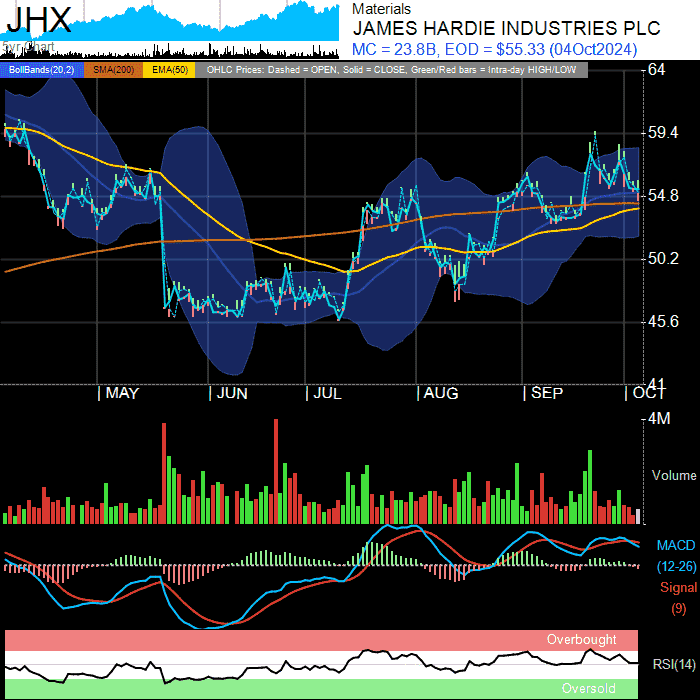 JHX
5yr Chart
Materials
JAMES HARDIE INDUSTRIES PLC
MC = 23.8B, EOD = $55.33 (04Oct2024)
BollBands(20,2) SMA(200) EMA(50) OHLC Prices: Dashed = OPEN, Solid = CLOSE, Green/Red bars = Intra-day HIGH/LOW
64
59.4
54.8
50.2
45.6
41
MAY JUN JUL AUG SEP OCT
4M
Volume
MACD
(12-26)
Signal
(9)
Overbought
RSI(14)
Oversold